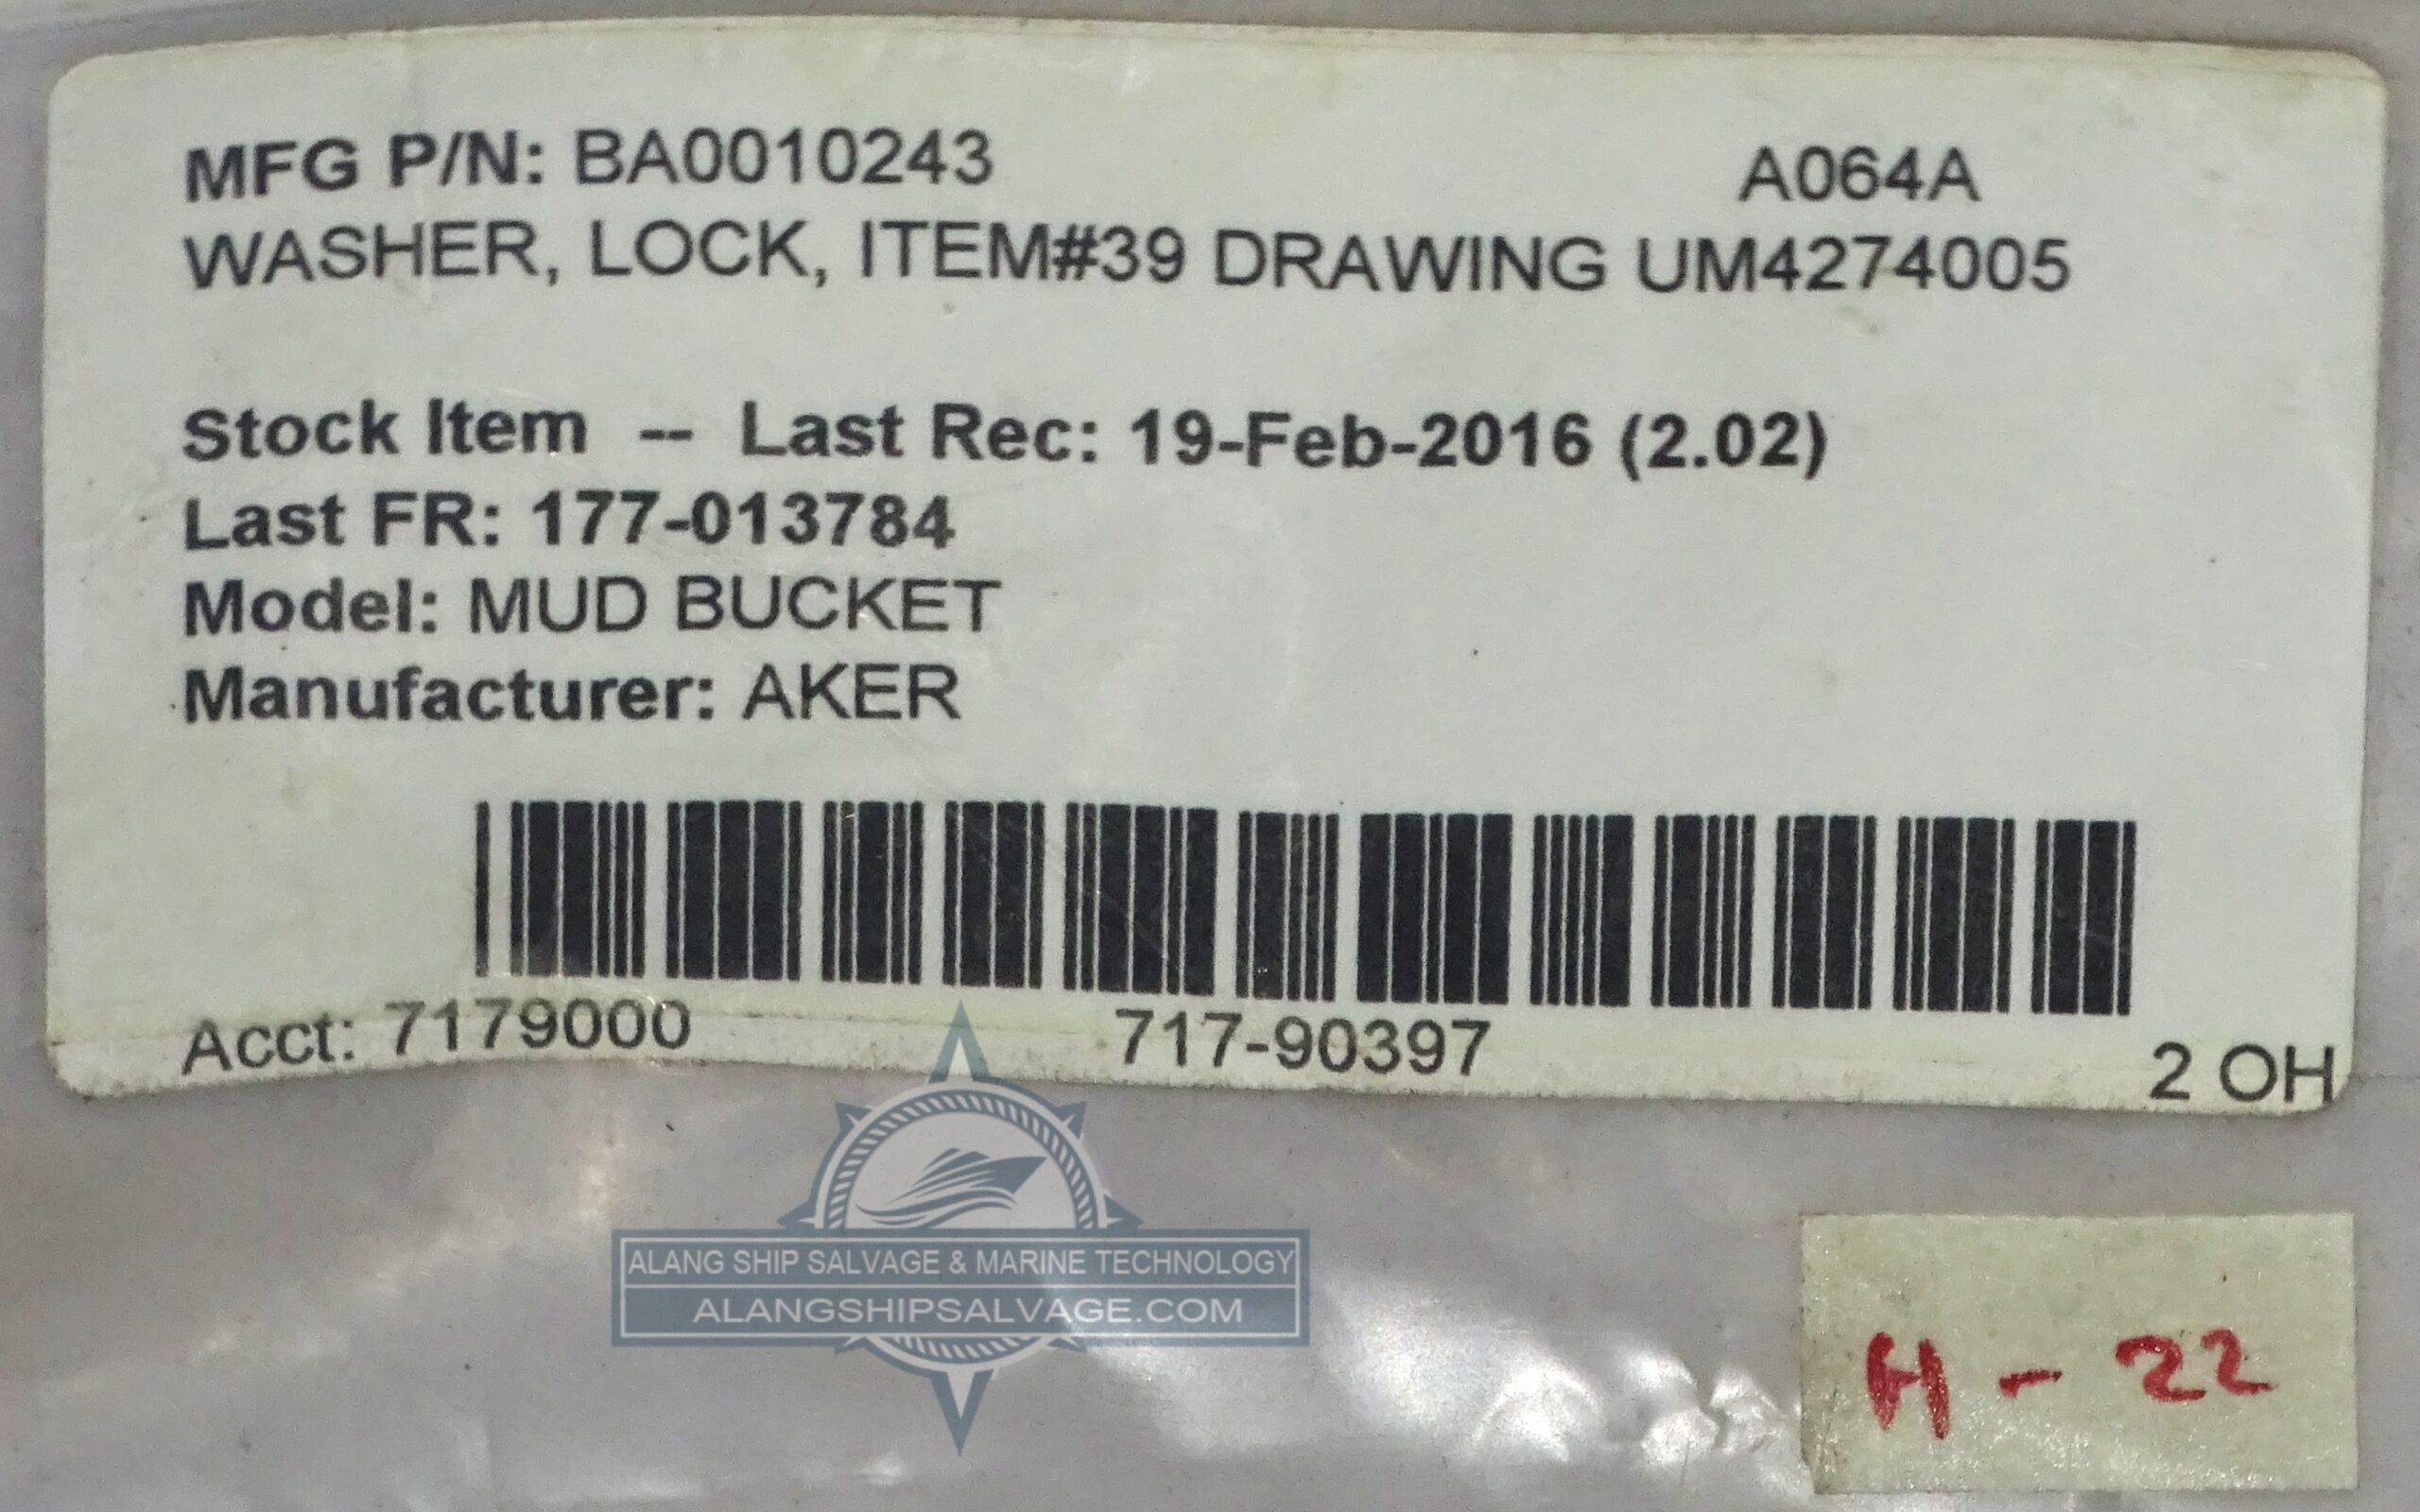 MFG P/N: BA0010243 A064A
WASHER, LOCK, ITEM#39 DRAWING UM4274005
Stock Item -- Last Rec: 19-Feb-2016 (2.02)
Last FR: 177-013784
Model: MUD BUCKET
Manufacturer: AKER
Acct: 7179000 717-90397 2 OH
ALANG SHIP SALVAGE & MARINE TECHNOLOGY
ALANGSHIPSALVAGE.COM
H - 22